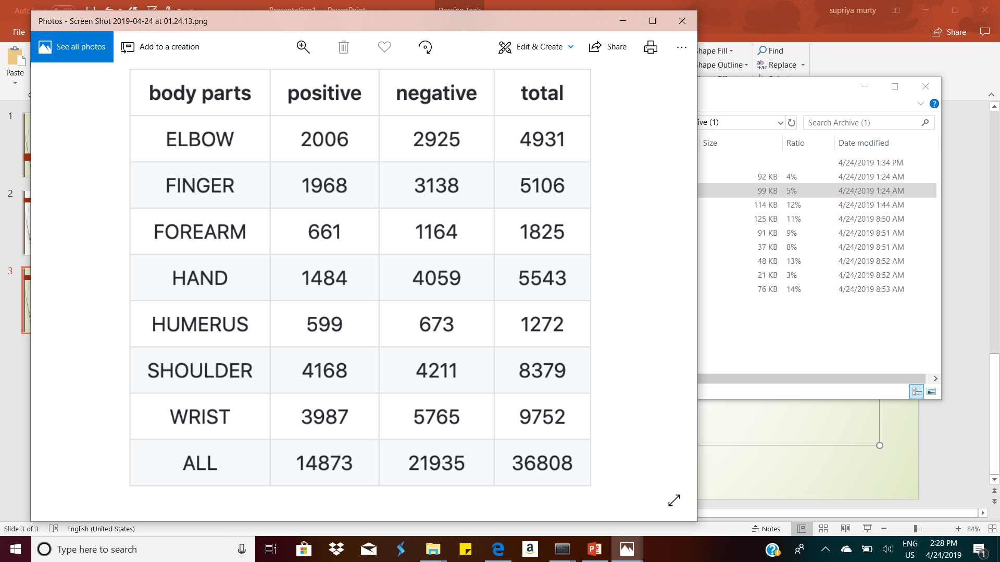 AutoSave Off Presentation1 - PowerPoint Drawing Tools supriya murty
Photos - Screen Shot 2019-04-24 at 01.24.13.png
File Share
See all photos Add to a creation Edit & Create Share
Paste
hape Fill Find
hape Outline Replace
body parts positive negative total
ELBOW 2006 2925 4931
FINGER 1968 3138 5106
FOREARM 661 1164 1825
HAND 1484 4059 5543
HUMERUS 599 673 1272
SHOULDER 4168 4211 8379
WRIST 3987 5765 9752
ALL 14873 21935 36808
1
2
3
ive (1) Search Archive (1)
Size Ratio Date modified
4/24/2019 1:34 PM
92 KB 4% 4/24/2019 1:24 AM
99 KB 5% 4/24/2019 1:24 AM
114 KB 12% 4/24/2019 1:44 AM
125 KB 11% 4/24/2019 8:50 AM
91 KB 9% 4/24/2019 8:51 AM
37 KB 8% 4/24/2019 8:51 AM
48 KB 13% 4/24/2019 8:52 AM
21 KB 3% 4/24/2019 8:52 AM
76 KB 14% 4/24/2019 8:53 AM
Slide 3 of 3 English (United States) Notes 84%
Type here to search
ENG 2:28 PM
US 4/24/2019 1